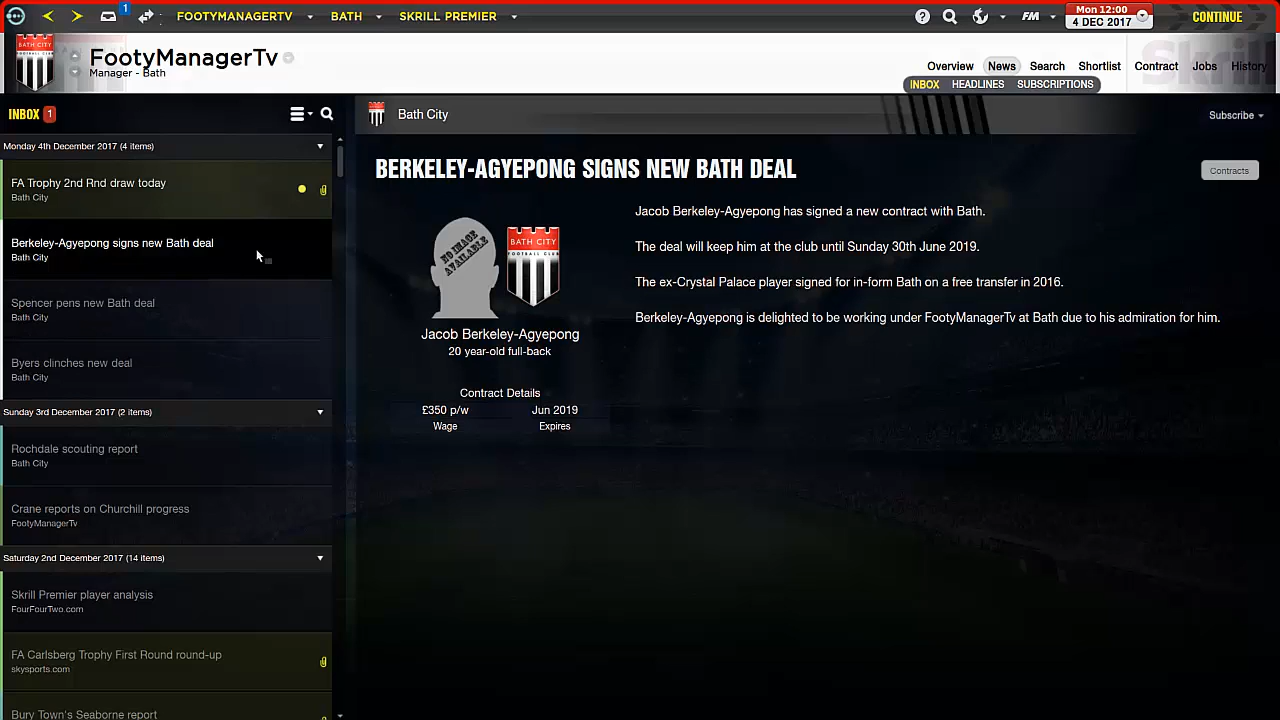 1
FOOTYMANAGERTV
BATH
SKRILL PREMIER
FM
Mon 12:00
4 DEC 2017
CONTINUE
BATH CITY
FootyManagerTv
Manager - Bath
Overview
News
Search
Shortlist
Contract
Jobs
History
INBOX
HEADLINES
SUBSCRIPTIONS
INBOX 1
Bath City
Subscribe
Monday 4th December 2017 (4 items)
FA Trophy 2nd Rnd draw today
Bath City
Berkeley-Agyepong signs new Bath deal
Bath City
Spencer pens new Bath deal
Bath City
Byers clinches new deal
Bath City
Sunday 3rd December 2017 (2 items)
Rochdale scouting report
Bath City
Crane reports on Churchill progress
FootyManagerTv
Saturday 2nd December 2017 (14 items)
Skrill Premier player analysis
FourFourTwo.com
FA Carlsberg Trophy First Round round-up
skysports.com
Bury Town's Seaborne report
BERKELEY-AGYEPONG SIGNS NEW BATH DEAL
Contracts
NO IMAGE
AVAILABLE
BATH CITY
FOOTBALL CLUB
Jacob Berkeley-Agyepong
20 year-old full-back
Contract Details
£350 p/w
Jun 2019
Wage
Expires
Jacob Berkeley-Agyepong has signed a new contract with Bath.
The deal will keep him at the club until Sunday 30th June 2019.
The ex-Crystal Palace player signed for in-form Bath on a free transfer in 2016.
Berkeley-Agyepong is delighted to be working under FootyManagerTv at Bath due to his admiration for him.